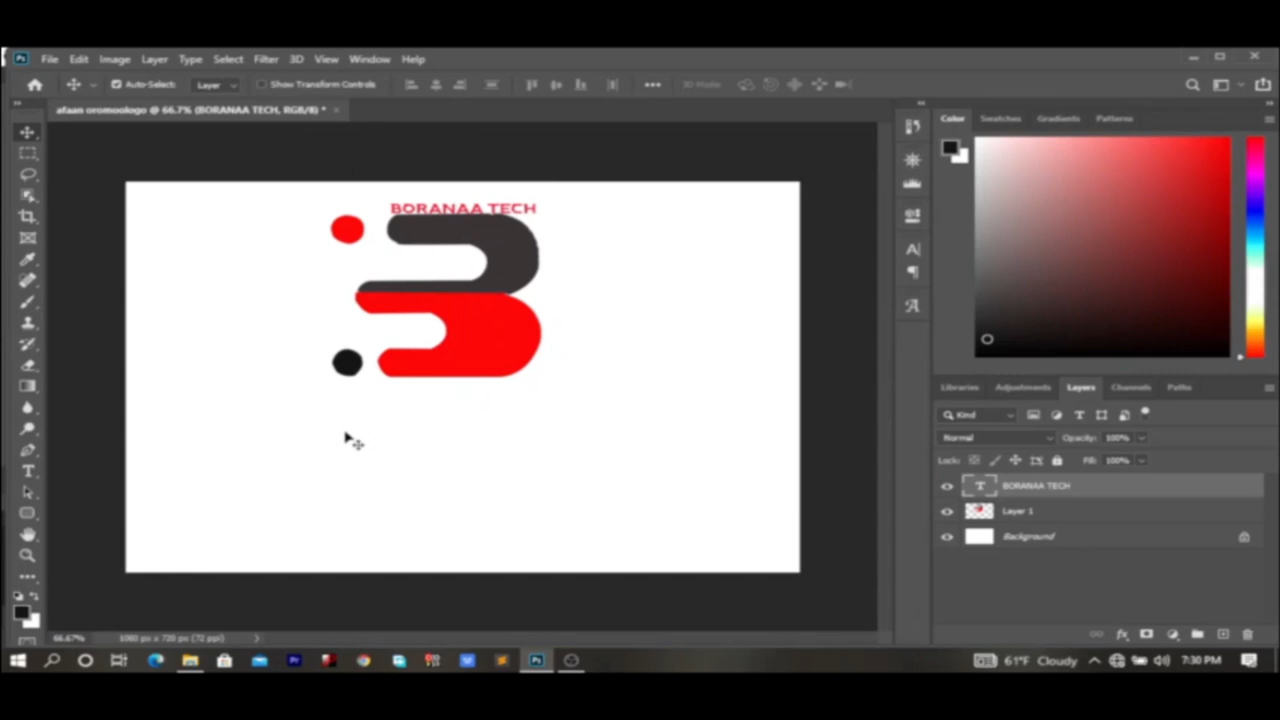 Ps File Edit Image Layer Type Select Filter 3D View Window Help
Auto-Select: Layer Show Transform Controls 3D Mode:
afaan oromoologo @ 66.7% (BORANAA TECH, RGB/8) *
Color Swatches Gradients Patterns
BORANAA TECH
Libraries Adjustments Layers Channels Paths
Kind
Normal Opacity: 100%
Lock: Fill: 100%
BORANAA TECH
Layer 1
Background
66.67% 1080 px x 720 px (72 ppi)
61°F Cloudy 7:30 PM